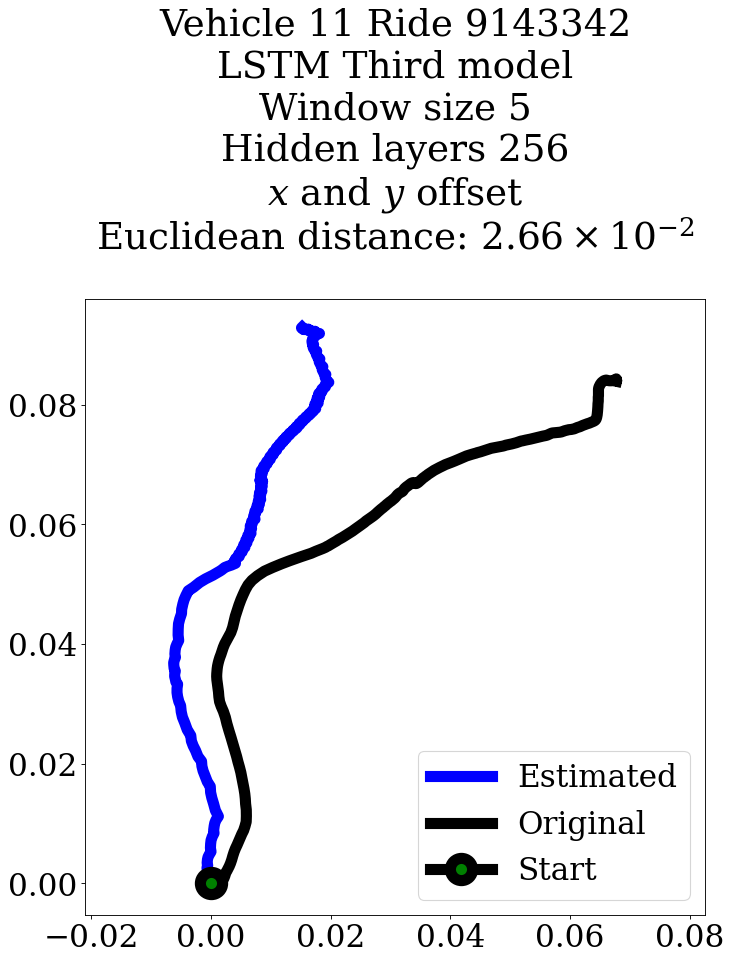 Vehicle 11 Ride 9143342
LSTM Third model
Window size 5
Hidden layers 256
x and y offset
Euclidean distance: 2.66 × 10⁻²
0.08
0.06
0.04
0.02
0.00
−0.02 0.00 0.02 0.04 0.06 0.08
Estimated
Original
Start